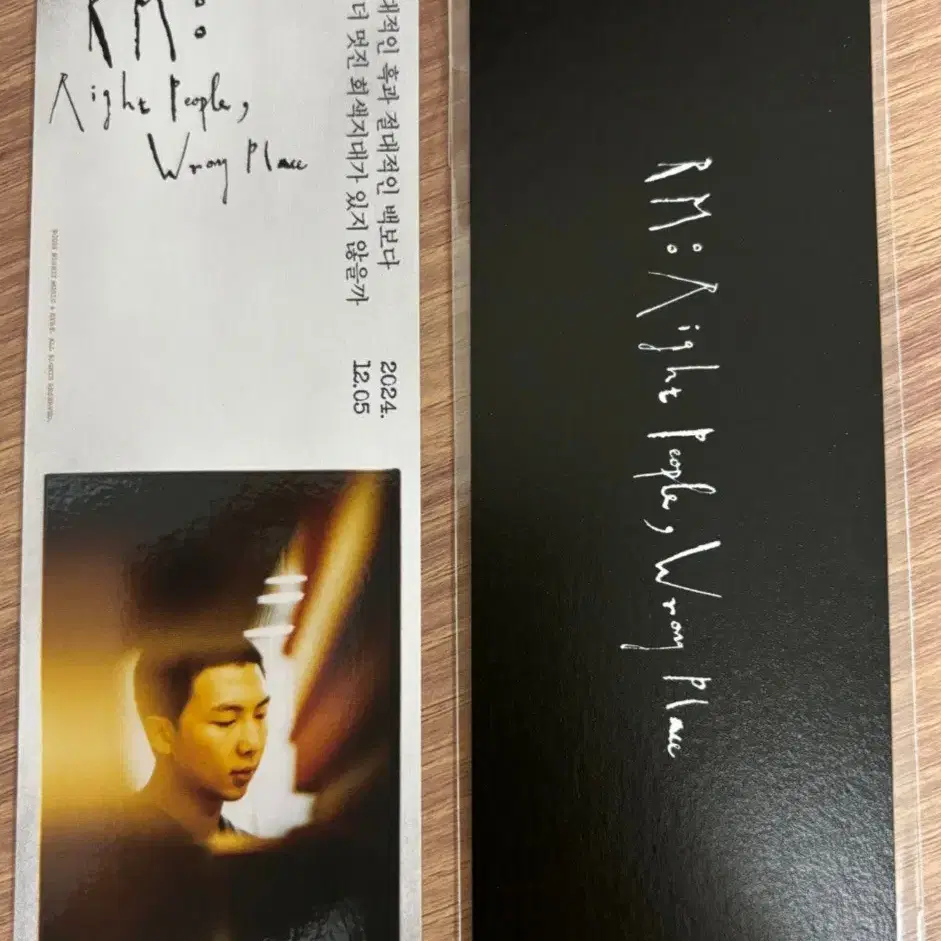 RM:
Right People,
Wrong Place
대적인 흑과 절대적인 백보다
더 멋진 회색지대가 있지 않을까
2024.
12.05
RM: Right People, Wrong Place